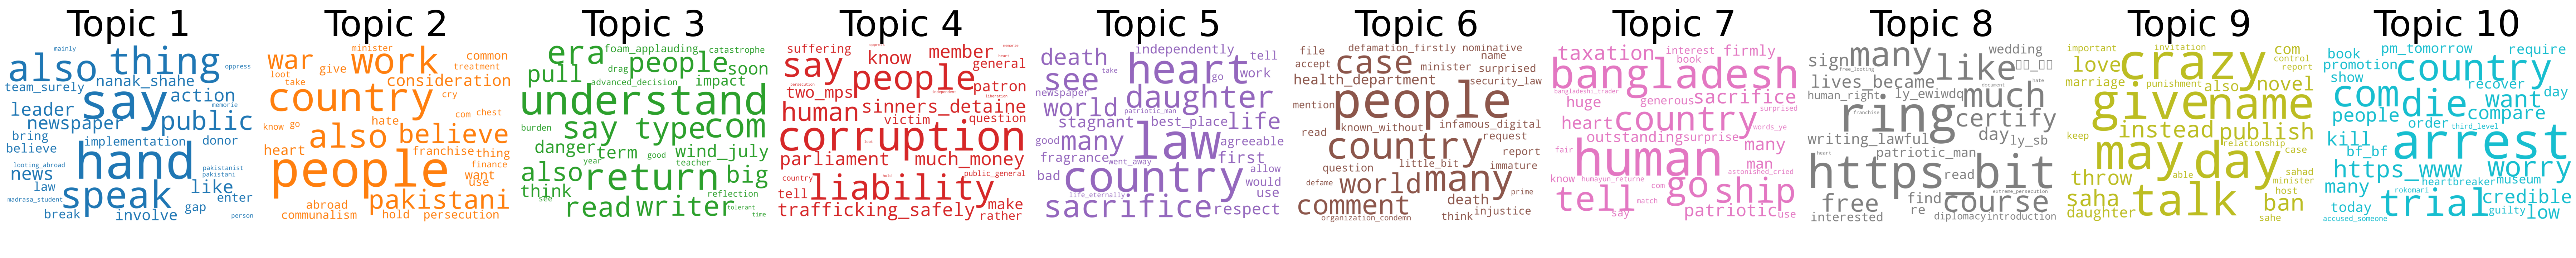 Topic 1
mainly
also thing
nanak_shahe
oppress
team_surely
action
leader
say
memorie
newspaper
public
bring
implementation
donor
believe
hand
looting_abroad
pakistanist
news
pakistani
law
speak
like
madrasa_student
enter
break
involve
gap
person
Topic 2
minister
war
work
common
loot
give
treatment
take
consideration
country
cry
hate
com
chest
know
go
also
believe
heart
franchise
thing
finance
people
want
use
abroad
pakistani
communalism
hold
persecution
Topic 3
era
foam_applauding
catastrophe
drag
people
soon
pull
advanced_decision
impact
understand
burden
say
type
com
danger
term
good
wind_july
year
teacher
also
return
big
think
reflection
see
read
writer
tolerant
time
Topic 4
suffering
know
member
say
people
general
two_mps
patron
human
sinners_detaine
victim
question
corruption
parliament
much_money
country
public_general
tell
liability
make
trafficking_safely
rather
Topic 5
death
independently
tell
see
heart
take
go
work
newspaper
world
daughter
patriotic_man
stagnant
best_place
life
good
many
law
agreeable
fragrance
went_away
first
allow
bad
country
would
use
life_eternally
sacrifice
respect
Topic 6
file
defamation_firstly
nominative
accept
case
name
minister
surprised
health_department
security_law
people
mention
known_without
infamous_digital
read
country
request
report
question
little_bit
immature
world
many
defame
prime
comment
death
injustice
organization_condemn
think
Topic 7
taxation
interest
firmly
book
bangladesh
bangladeshi_trader
huge
generous
sacrifice
surprised
heart
country
words_ye
outstanding
surprise
many
fair
human
man
know
humayun_returne
astonished_cried
tell
com
go
ship
match
say
patriotic
use
Topic 8
sign
many
like
wedding
free_looting
lives_became
document
hate
human_right
ly_ewiwdq
much
ring
franchise
certify
writing_lawful
day
ly_sb
patriotic_man
heart
https_bit
read
extreme_persecution
free
find
course
interested
re
diplomacy
introduction
Topic 9
important
invitation
com
love
crazy
control
report
marriage
punishment
also
novel
give
name
instead
publish
relationship
keep
may
day
case
able
sahad
throw
minister
saha
talk
host
ban
daughter
sahe
Topic 10
book
pm_tomorrow
require
promotion
country
show
recover
com
die
want
day
people
order
third_level
compare
kill
arrest
bf_bf
https_www
worry
heartbreaker
museum
many
rokomari
credible
today
trial
guilty
low
accused_someone